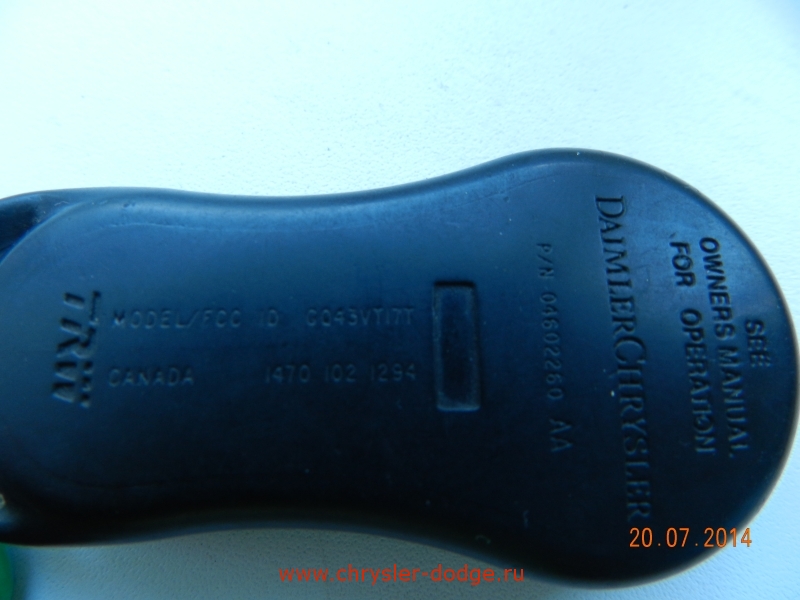 SEE
OWNERS MANUAL
FOR OPERATION
DAIMLERCHRYSLER
P/N 04602260 AA
TRW
MODEL/FCC ID GQ43VT17T
CANADA 1470 102 1294
20.07.2014
www.chrysler-dodge.ru